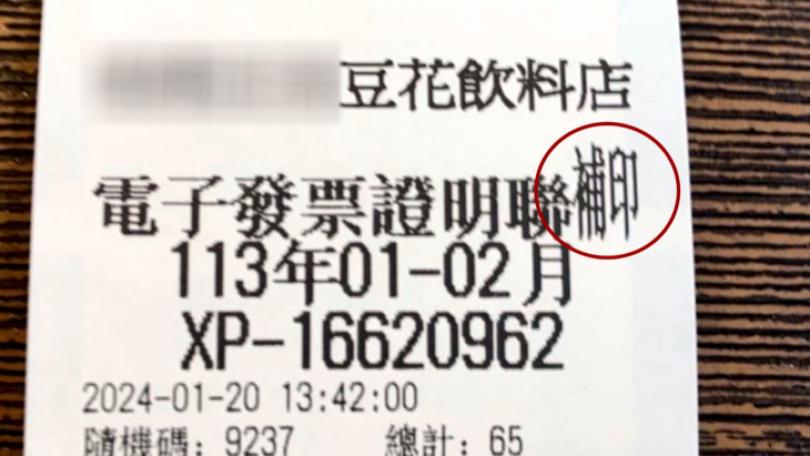 豆花飲料店
電子發票證明聯補印
113年01-02月
XP-16620962
2024-01-20 13:42:00
隨機碼: 9237 總計: 65